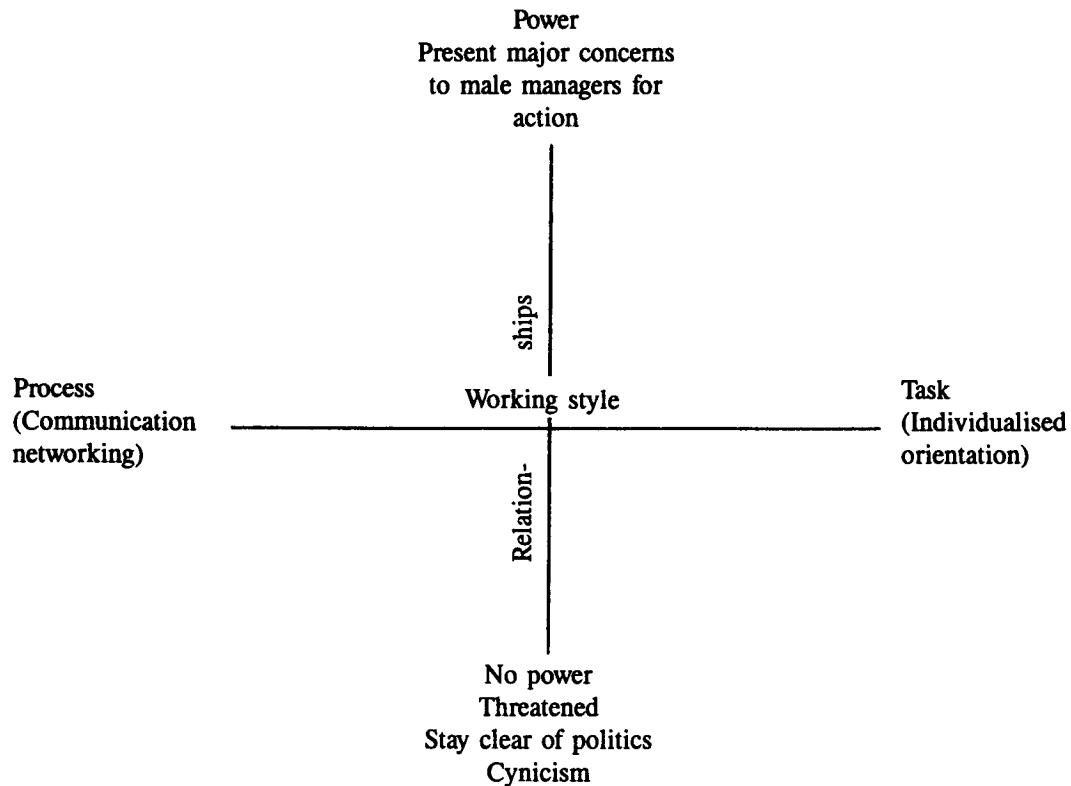 Power
Present major concerns
to male managers for
action
ships
Process
(Communication
networking)
Working style
Task
(Individualised
orientation)
Relation-
No power
Threatened
Stay clear of politics
Cynicism